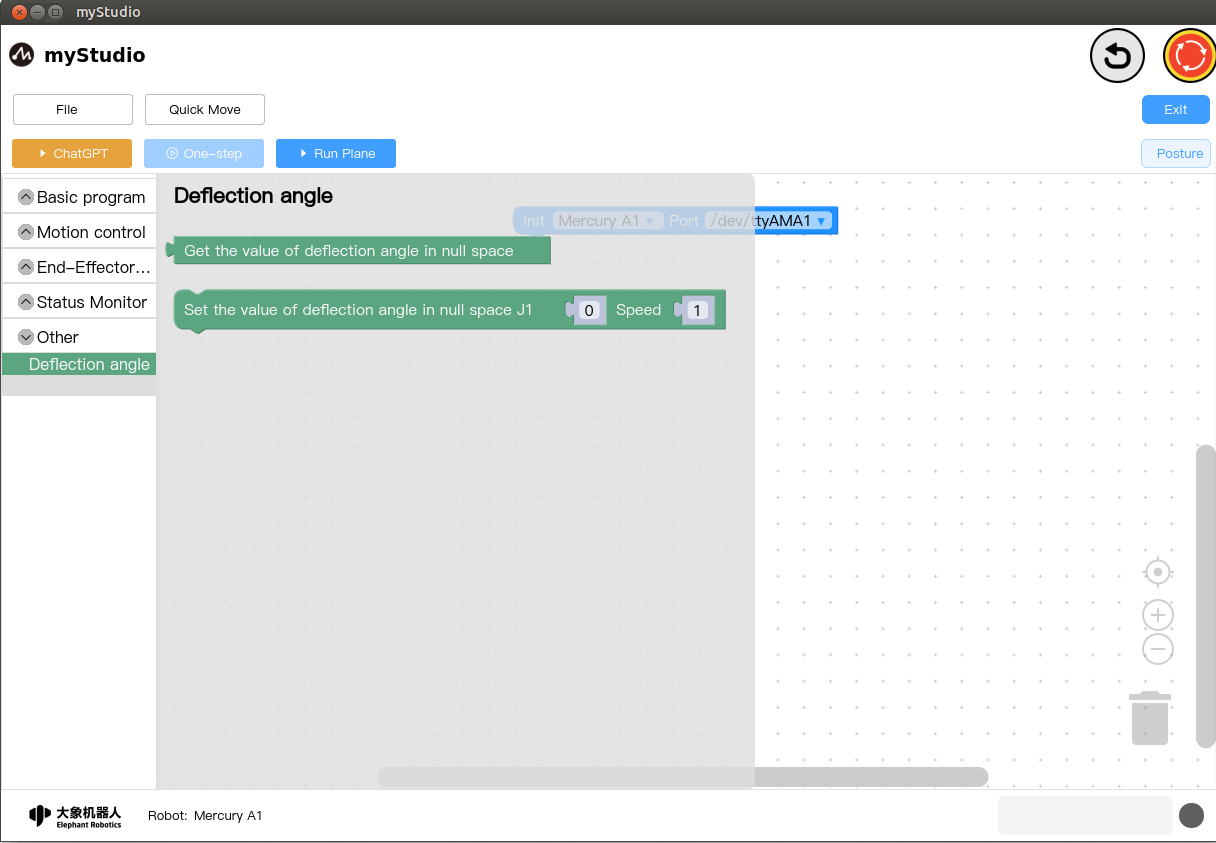 myStudio
myStudio
File
Quick Move
Exit
ChatGPT
One-step
Run Plane
Posture
Basic program
Motion control
End-Effector...
Status Monitor
Other
Deflection angle
Deflection angle
Init Mercury A1 Port /dev/ttyAMA1
Get the value of deflection angle in null space
Set the value of deflection angle in null space J1 0 Speed 1
大象机器人
Elephant Robotics
Robot: Mercury A1